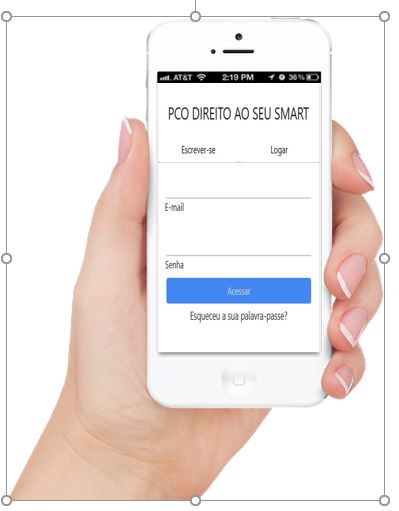 AT&T 2:19 PM 36%
PCO DIREITO AO SEU SMART
Escrever-se Logar
E-mail
Senha
Acessar
Esqueceu a sua palavra-passe?